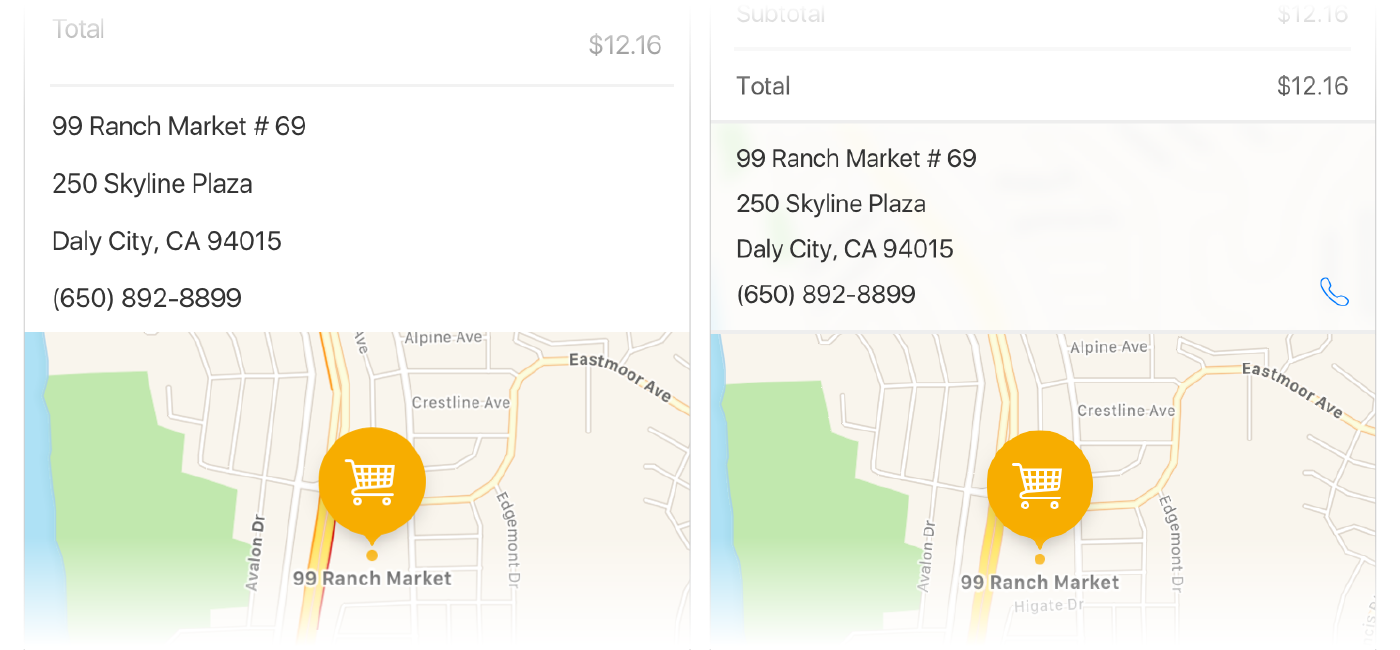 Total
$12.16
99 Ranch Market # 69
250 Skyline Plaza
Daly City, CA 94015
(650) 892-8899
Ave
Alpine Ave
Eastmoor Ave
Crestline Ave
Edgemont Dr
Avalon Dr
99 Ranch Market
Subtotal $12.16
Total $12.16
99 Ranch Market # 69
250 Skyline Plaza
Daly City, CA 94015
(650) 892-8899
Alpine Ave
Eastmoor Ave
Crestline Ave
Edgemont Dr
Avalon Dr
99 Ranch Market
Higate Dr